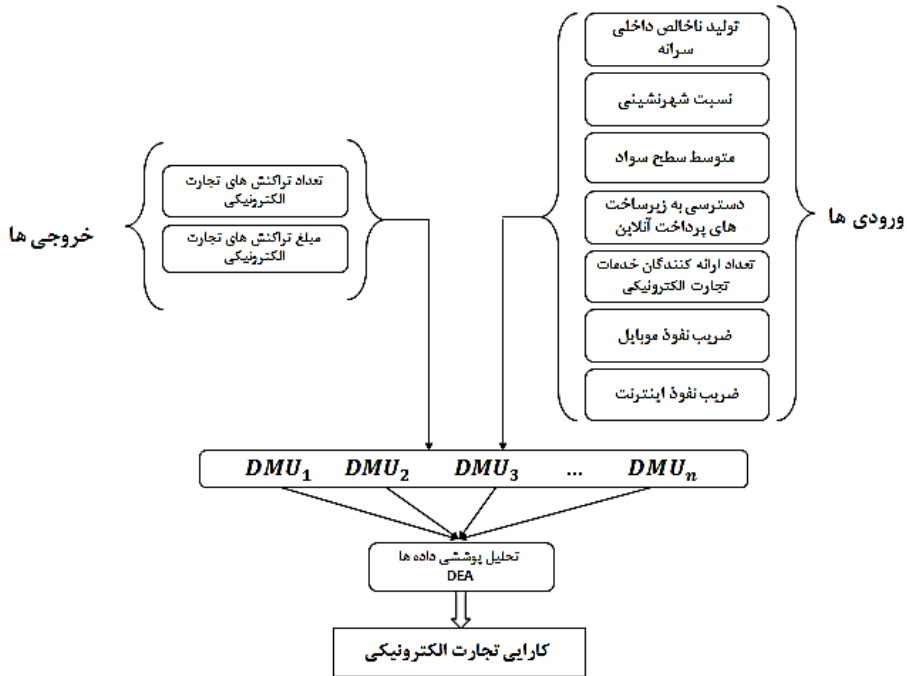 ورودی ها
تولید ناخالص داخلی
سرانه
نسبت شهرنشینی
متوسط سطح سواد
دسترسی به زیرساخت
های پرداخت آنلاین
تعداد ارائه کنندگان خدمات
تجارت الکترونیکی
ضریب نفوذ موبایل
ضریب نفوذ اینترنت
تعداد تراکنش های تجارت
الکترونیکی
مبلغ تراکنش های تجارت
الکترونیکی
خروجی ها
DMU₁ DMU₂ DMU₃ ... DMUₙ
تحلیل پوششی داده ها
DEA
کارایی تجارت الکترونیکی